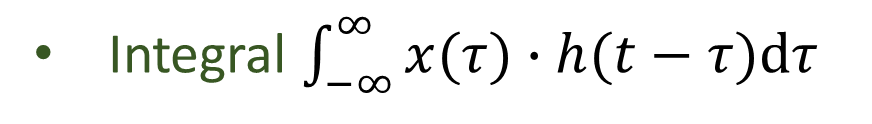 • Integral ∫_{−∞}^{∞} x(τ) · h(t − τ)dτ